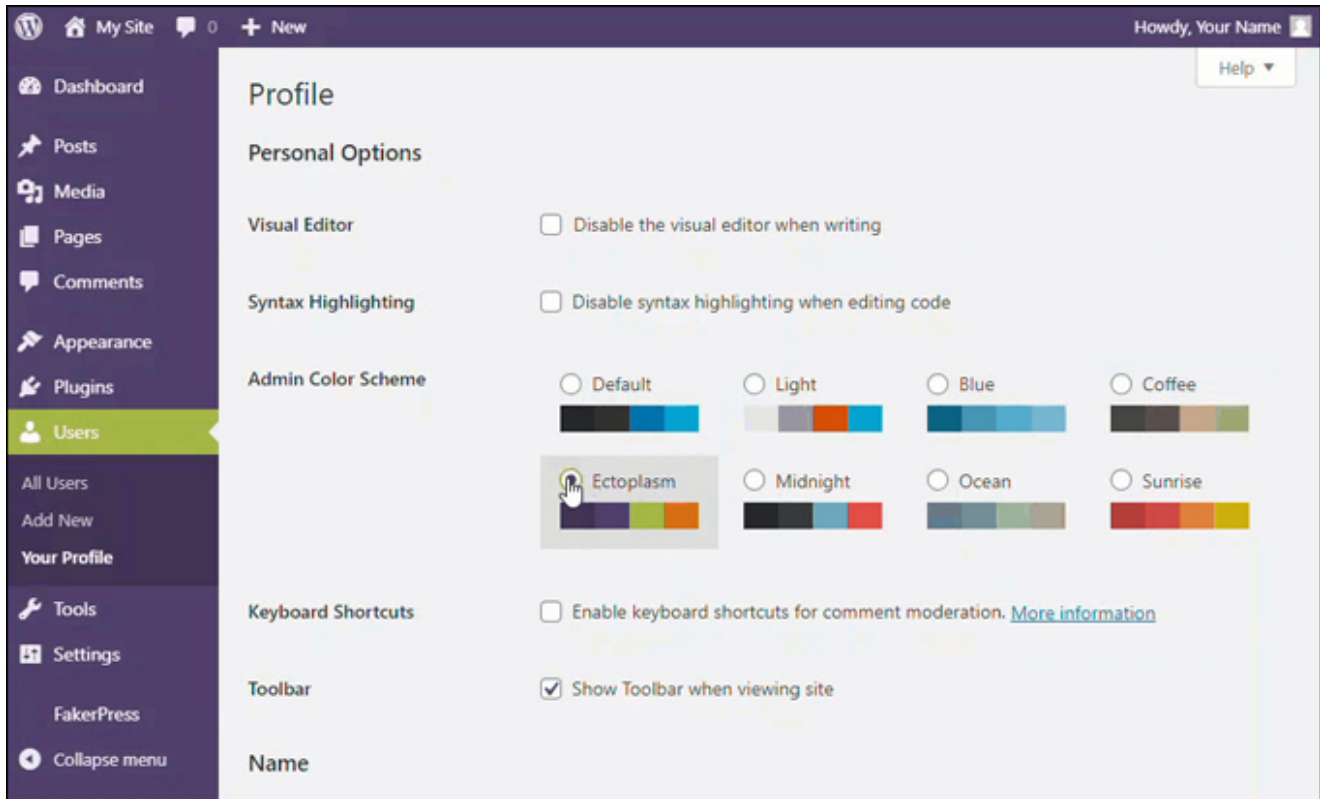 My Site 0 New Howdy, Your Name
Help
Dashboard
Posts
Media
Pages
Comments
Appearance
Plugins
Users
All Users
Add New
Your Profile
Tools
Settings
FakerPress
Collapse menu
Profile
Personal Options
Visual Editor Disable the visual editor when writing
Syntax Highlighting Disable syntax highlighting when editing code
Admin Color Scheme Default Light Blue Coffee
Ectoplasm Midnight Ocean Sunrise
Keyboard Shortcuts Enable keyboard shortcuts for comment moderation. More information
Toolbar Show Toolbar when viewing site
Name